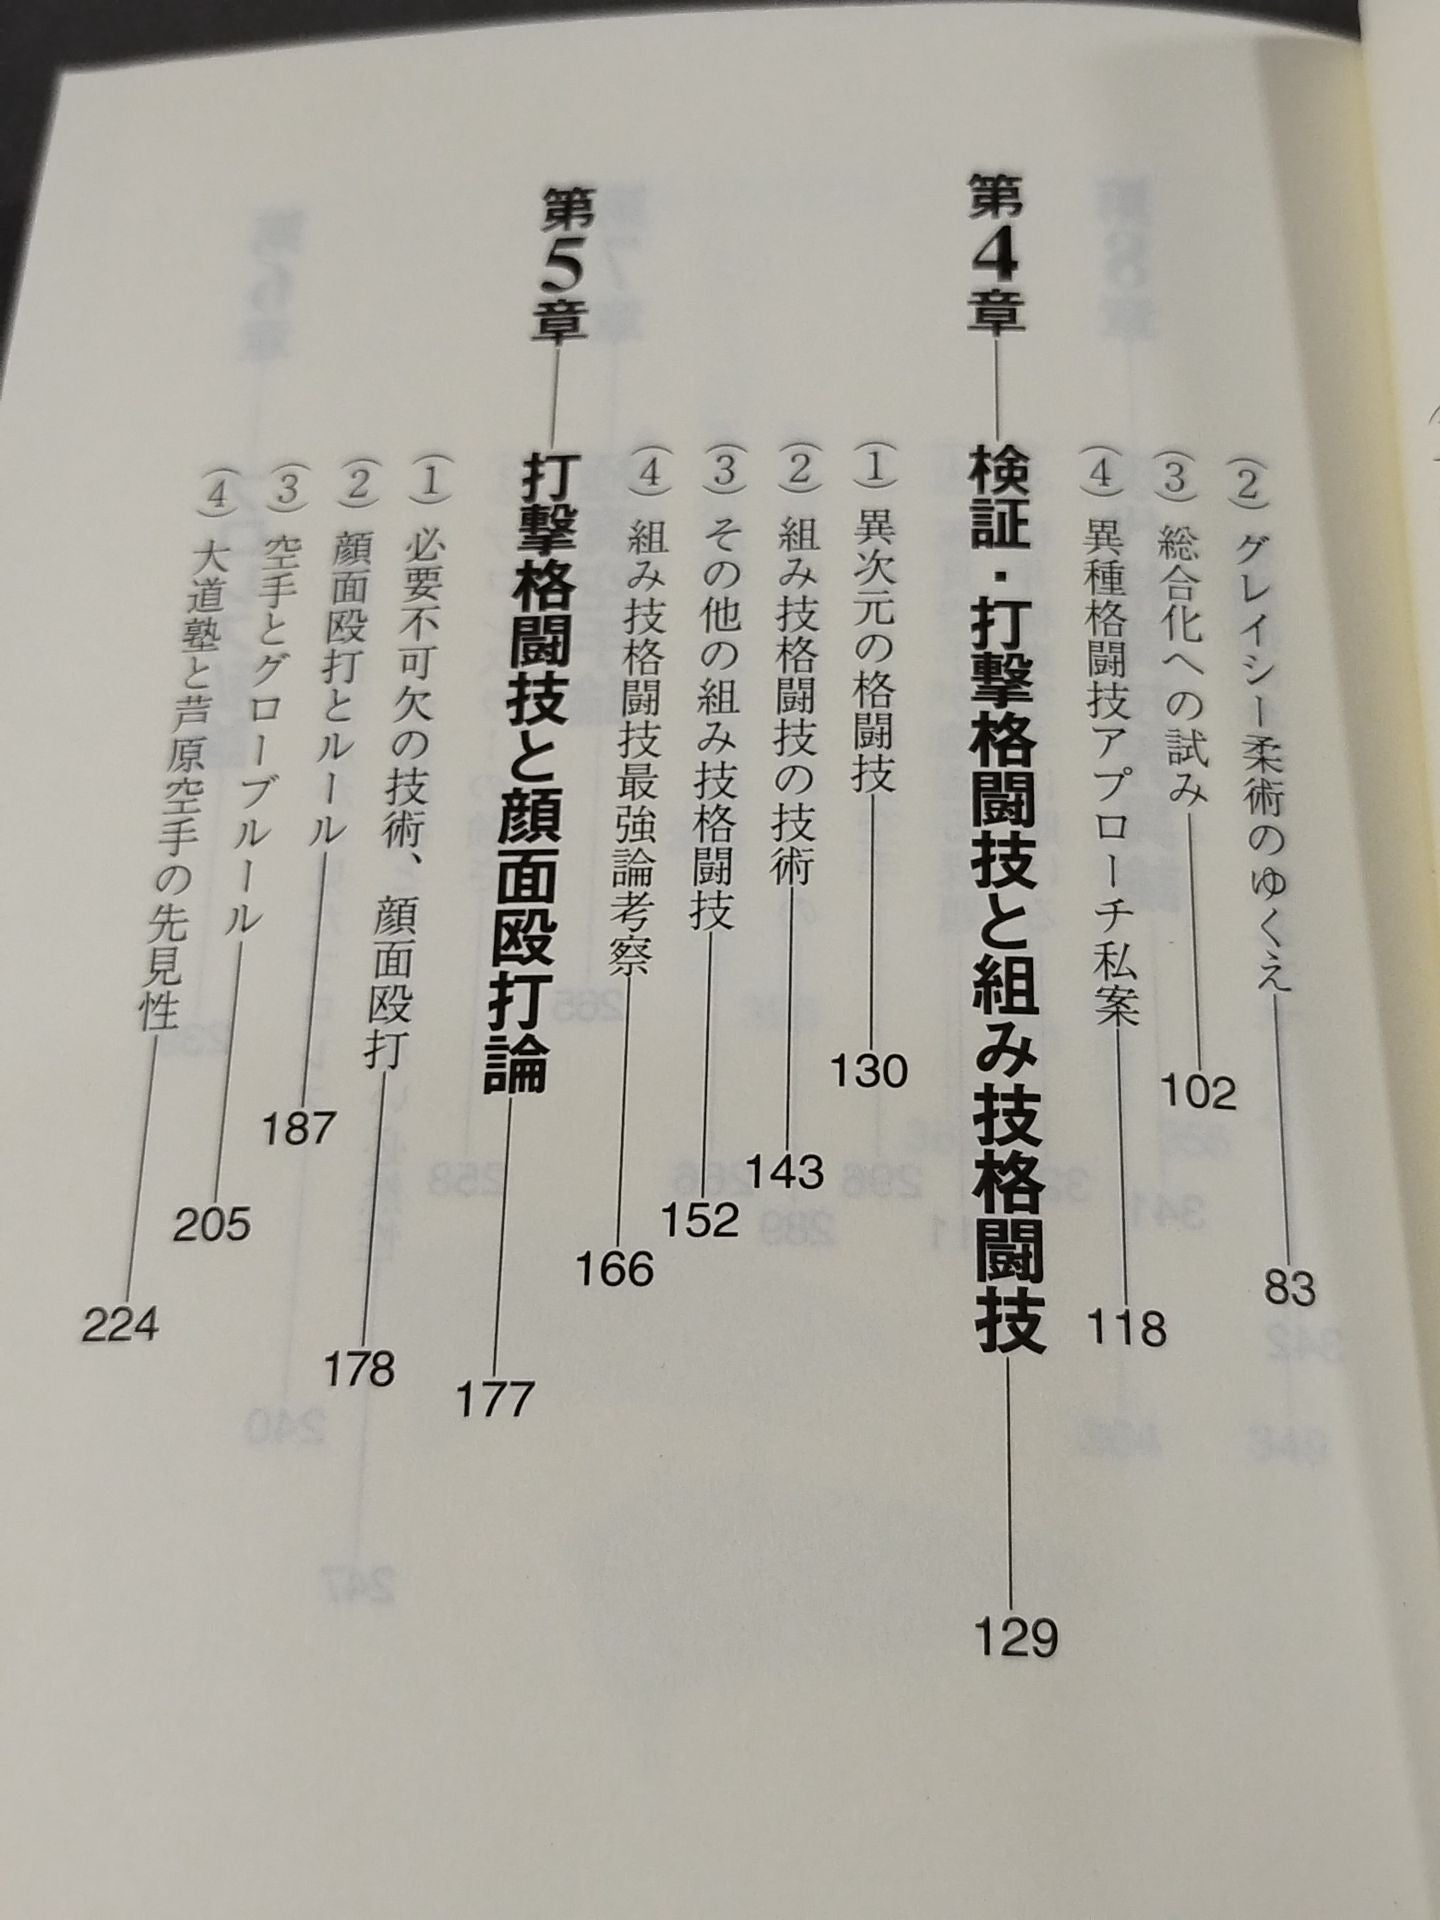 (2) グレイシー柔術のゆくえ 83
(3) 総合化への試み 102
(4) 異種格闘技アプローチ私案 118
第4章 検証・打撃格闘技と組み技格闘技 129
(1) 異次元の格闘技 130
(2) 組み技格闘技の技術 143
(3) その他の組み技格闘技 152
(4) 組み技格闘技最強論考察 166
第5章 打撃格闘技と顔面殴打論 177
(1) 必要不可欠の技術、顔面殴打 178
(2) 顔面殴打とルール 187
(3) 空手とグローブルール 205
(4) 大道塾と芦原空手の先見性 224